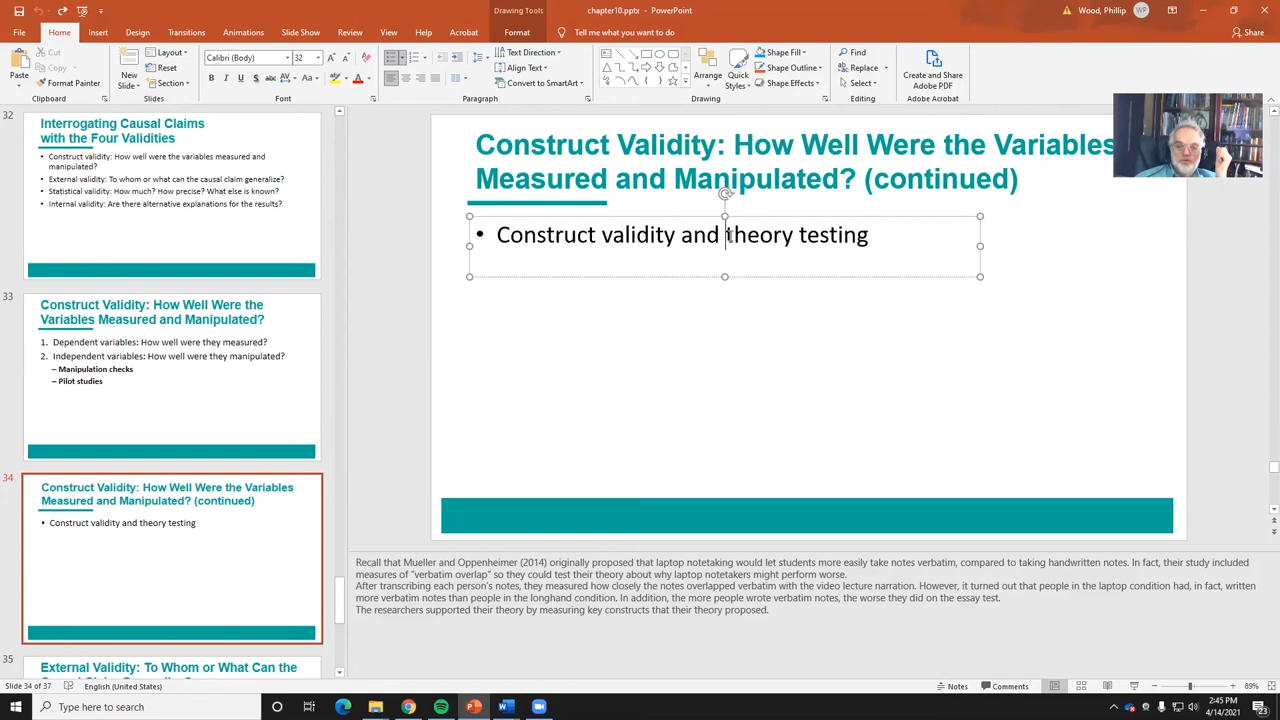 Drawing Tools
chapter10.pptx - PowerPoint
Wood, Phillip WP
File Home Insert Design Transitions Animations Slide Show Review View Help Acrobat Format Tell me what you want to do Share
Paste
Cut
Copy
Format Painter
Clipboard
New
Slide
Layout
Reset
Section
Slides
Calibri (Body) 32
B I U S abc AV Aa A
Font
Paragraph
Text Direction
Align Text
Convert to SmartArt
Arrange
Quick
Styles
Shape Fill
Shape Outline
Shape Effects
Drawing
Find
Replace
Select
Editing
Create and Share
Adobe PDF
Adobe Acrobat
32
Interrogating Causal Claims
with the Four Validities
• Construct validity: How well were the variables measured and
manipulated?
• External validity: To whom or what can the causal claim generalize?
• Statistical validity: How much? How precise? What else is known?
• Internal validity: Are there alternative explanations for the results?
33
Construct Validity: How Well Were the
Variables Measured and Manipulated?
1. Dependent variables: How well were they measured?
2. Independent variables: How well were they manipulated?
– Manipulation checks
– Pilot studies
34
Construct Validity: How Well Were the Variables
Measured and Manipulated? (continued)
• Construct validity and theory testing
35
External Validity: To Whom or What Can the
Construct Validity: How Well Were the Variables
Measured and Manipulated? (continued)
• Construct validity and theory testing
Recall that Mueller and Oppenheimer (2014) originally proposed that laptop notetaking would let students more easily take notes verbatim, compared to taking handwritten notes. In fact, their study included
measures of “verbatim overlap” so they could test their theory about why laptop notetakers might perform worse.
After transcribing each person’s notes, they measured how closely the notes overlapped verbatim with the video lecture narration. However, it turned out that people in the laptop condition had, in fact, written
more verbatim notes than people in the longhand condition. In addition, the more people wrote verbatim notes, the worse they did on the essay test.
The researchers supported their theory by measuring key constructs that their theory proposed.
Slide 34 of 37 English (United States) Notes Comments 89%
Type here to search
2:45 PM
4/14/2021